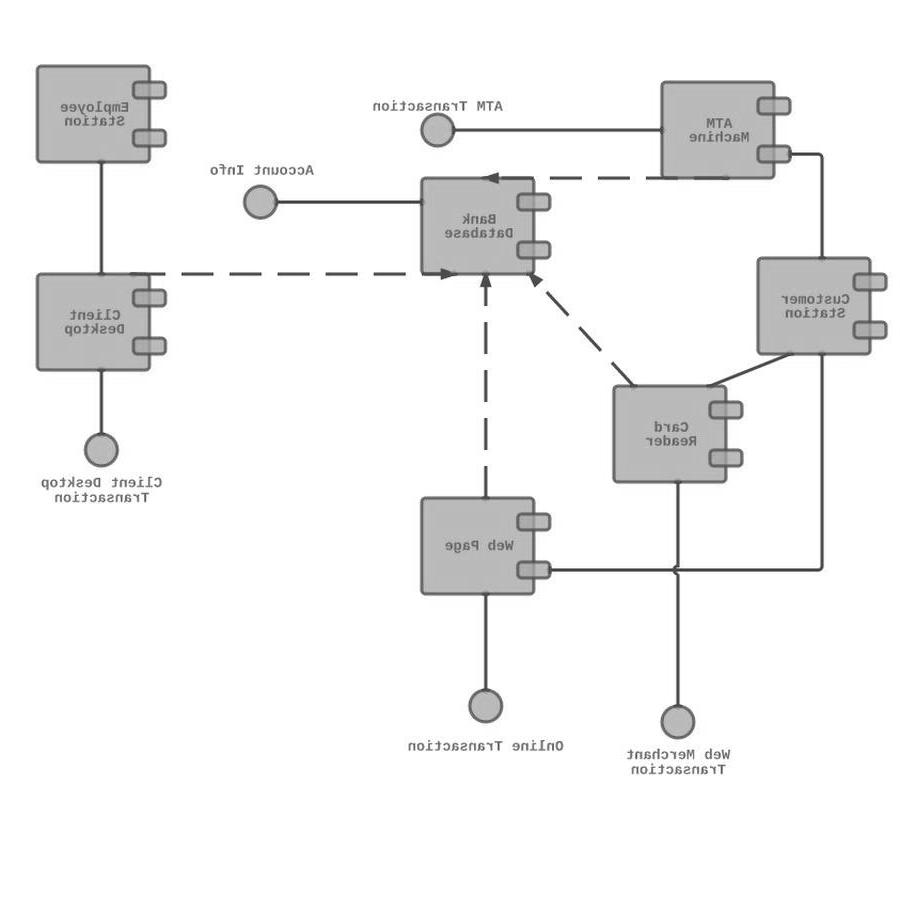 Employee
Station
ATM Transaction
ATM
Machine
Account Info
Bank
Database
Client
Desktop
Customer
Station
Card
Reader
Client Desktop
Transaction
Web Page
Online Transaction
Web Merchant
Transaction